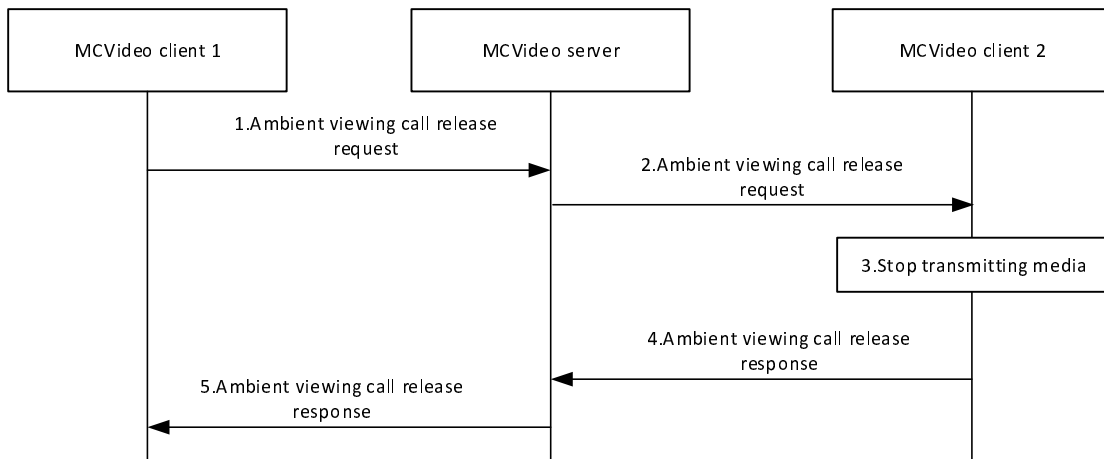 MCVideo client 1
MCVideo server
MCVideo client 2
1.Ambient viewing call release
request
2.Ambient viewing call release
request
3.Stop transmitting media
4.Ambient viewing call release
response
5.Ambient viewing call release
response